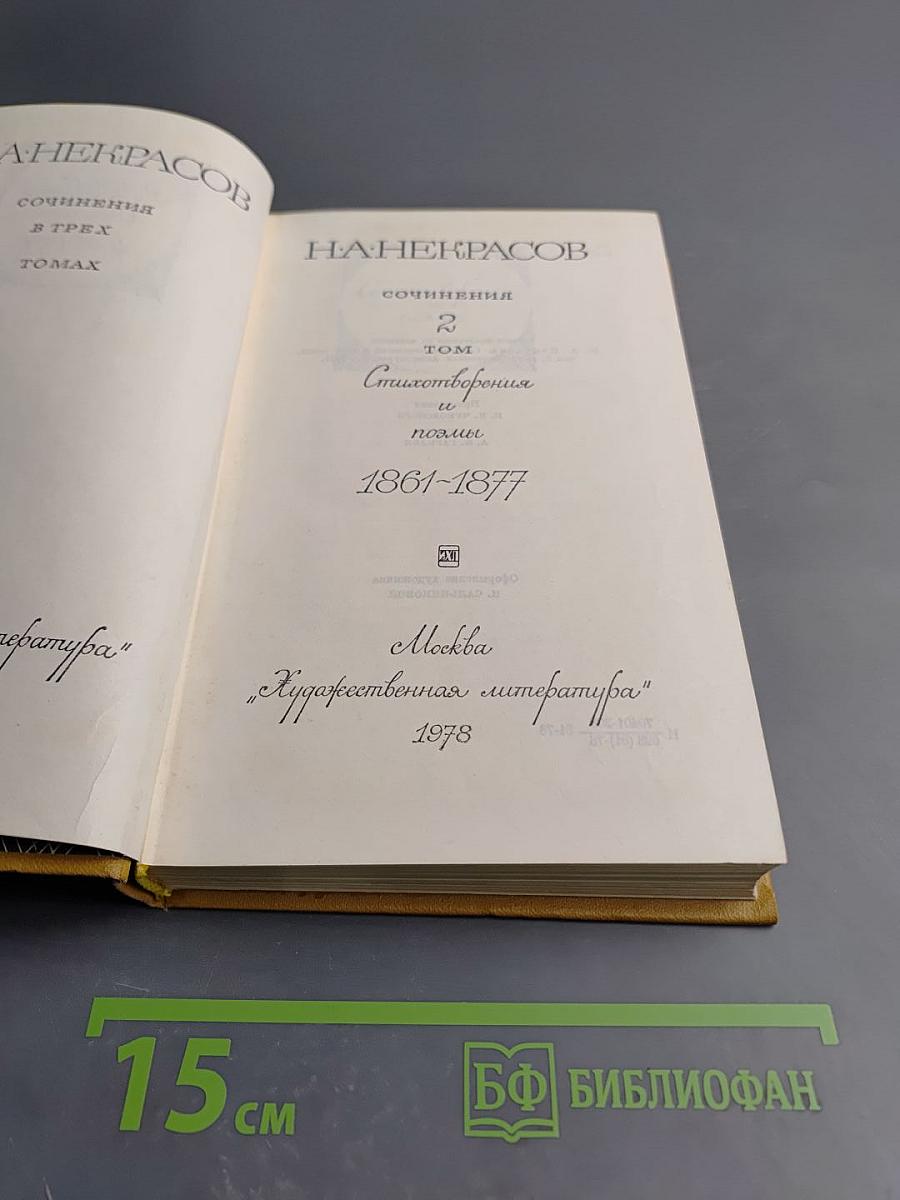 А·НЕКРАСОВ
СОЧИНЕНИЯ
В ТРЕХ
ТОМАХ
Н·А·НЕКРАСОВ
СОЧИНЕНИЯ
2
ТОМ
Стихотворения
и
поэмы
1861~1877
Москва
„Художественная литература"
1978
15 см
БФ БИБЛИОФАН